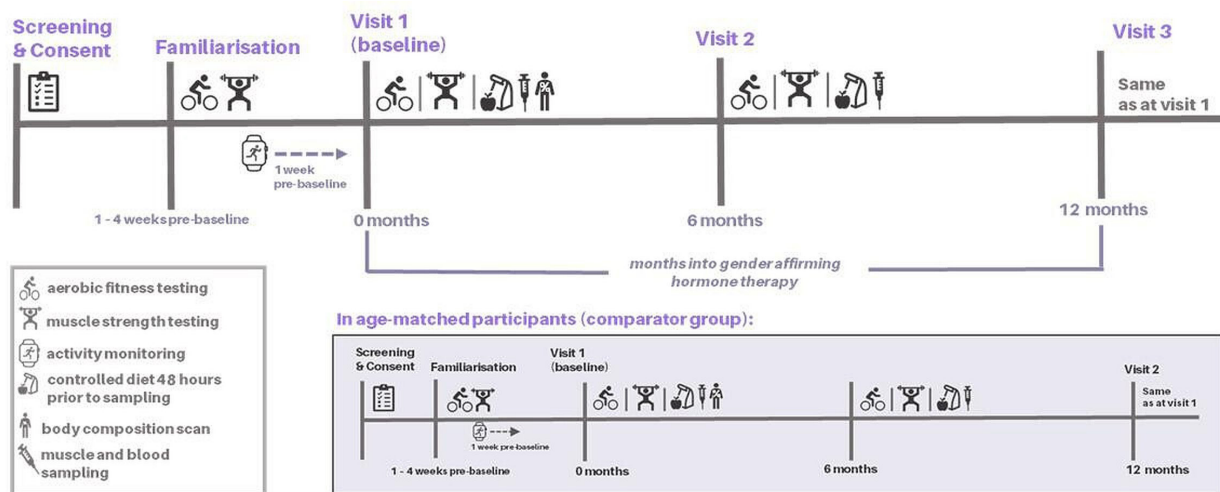 Screening
& Consent
Familiarisation
Visit 1
(baseline)
Visit 2
Visit 3
Same
as at visit 1
1 week
pre-baseline
1 - 4 weeks pre-baseline
0 months
6 months
12 months
months into gender affirming
hormone therapy
aerobic fitness testing
muscle strength testing
activity monitoring
controlled diet 48 hours
prior to sampling
body composition scan
muscle and blood
sampling
In age-matched participants (comparator group):
Screening
& Consent
Familiarisation
Visit 1
(baseline)
Visit 2
Same
as at visit 1
1 week pre-baseline
1 - 4 weeks pre-baseline
0 months
6 months
12 months